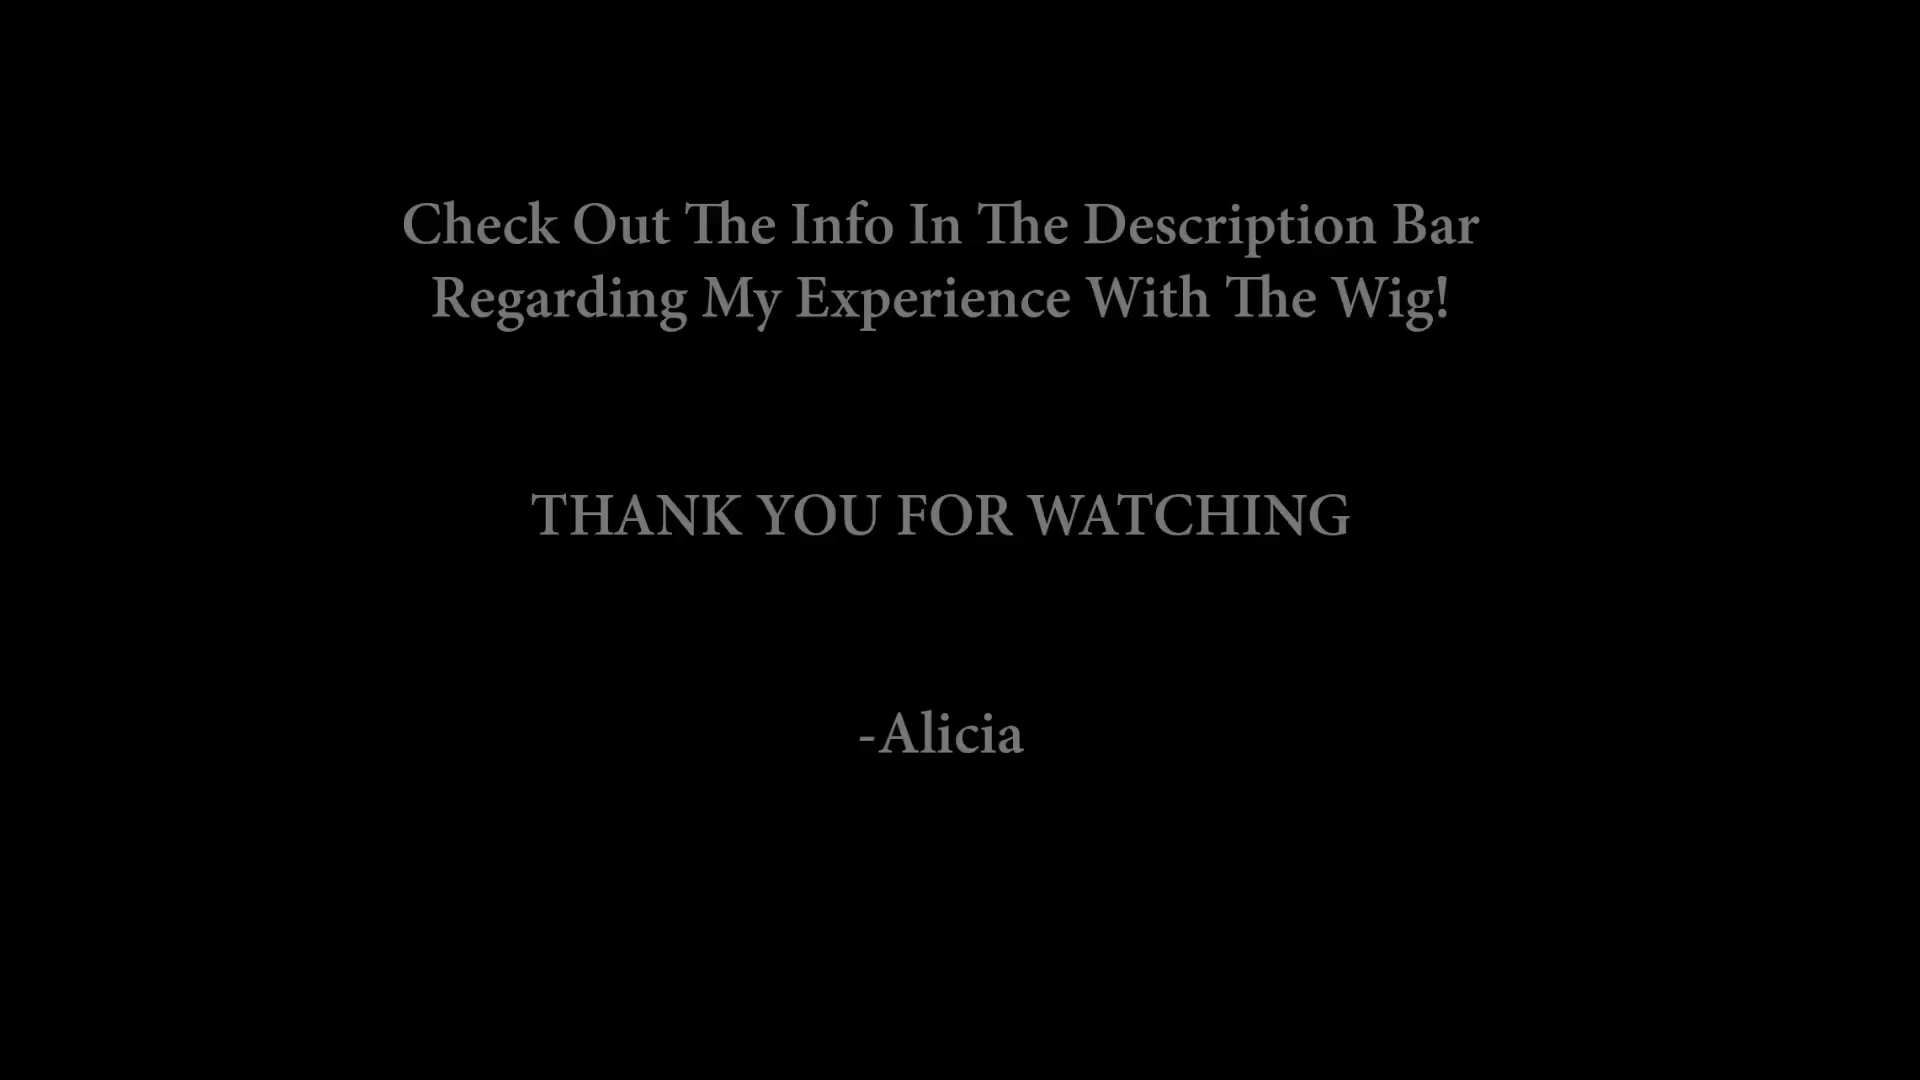 Check Out The Info In The Description Bar
Regarding My Experience With The Wig!
THANK YOU FOR WATCHING
-Alicia